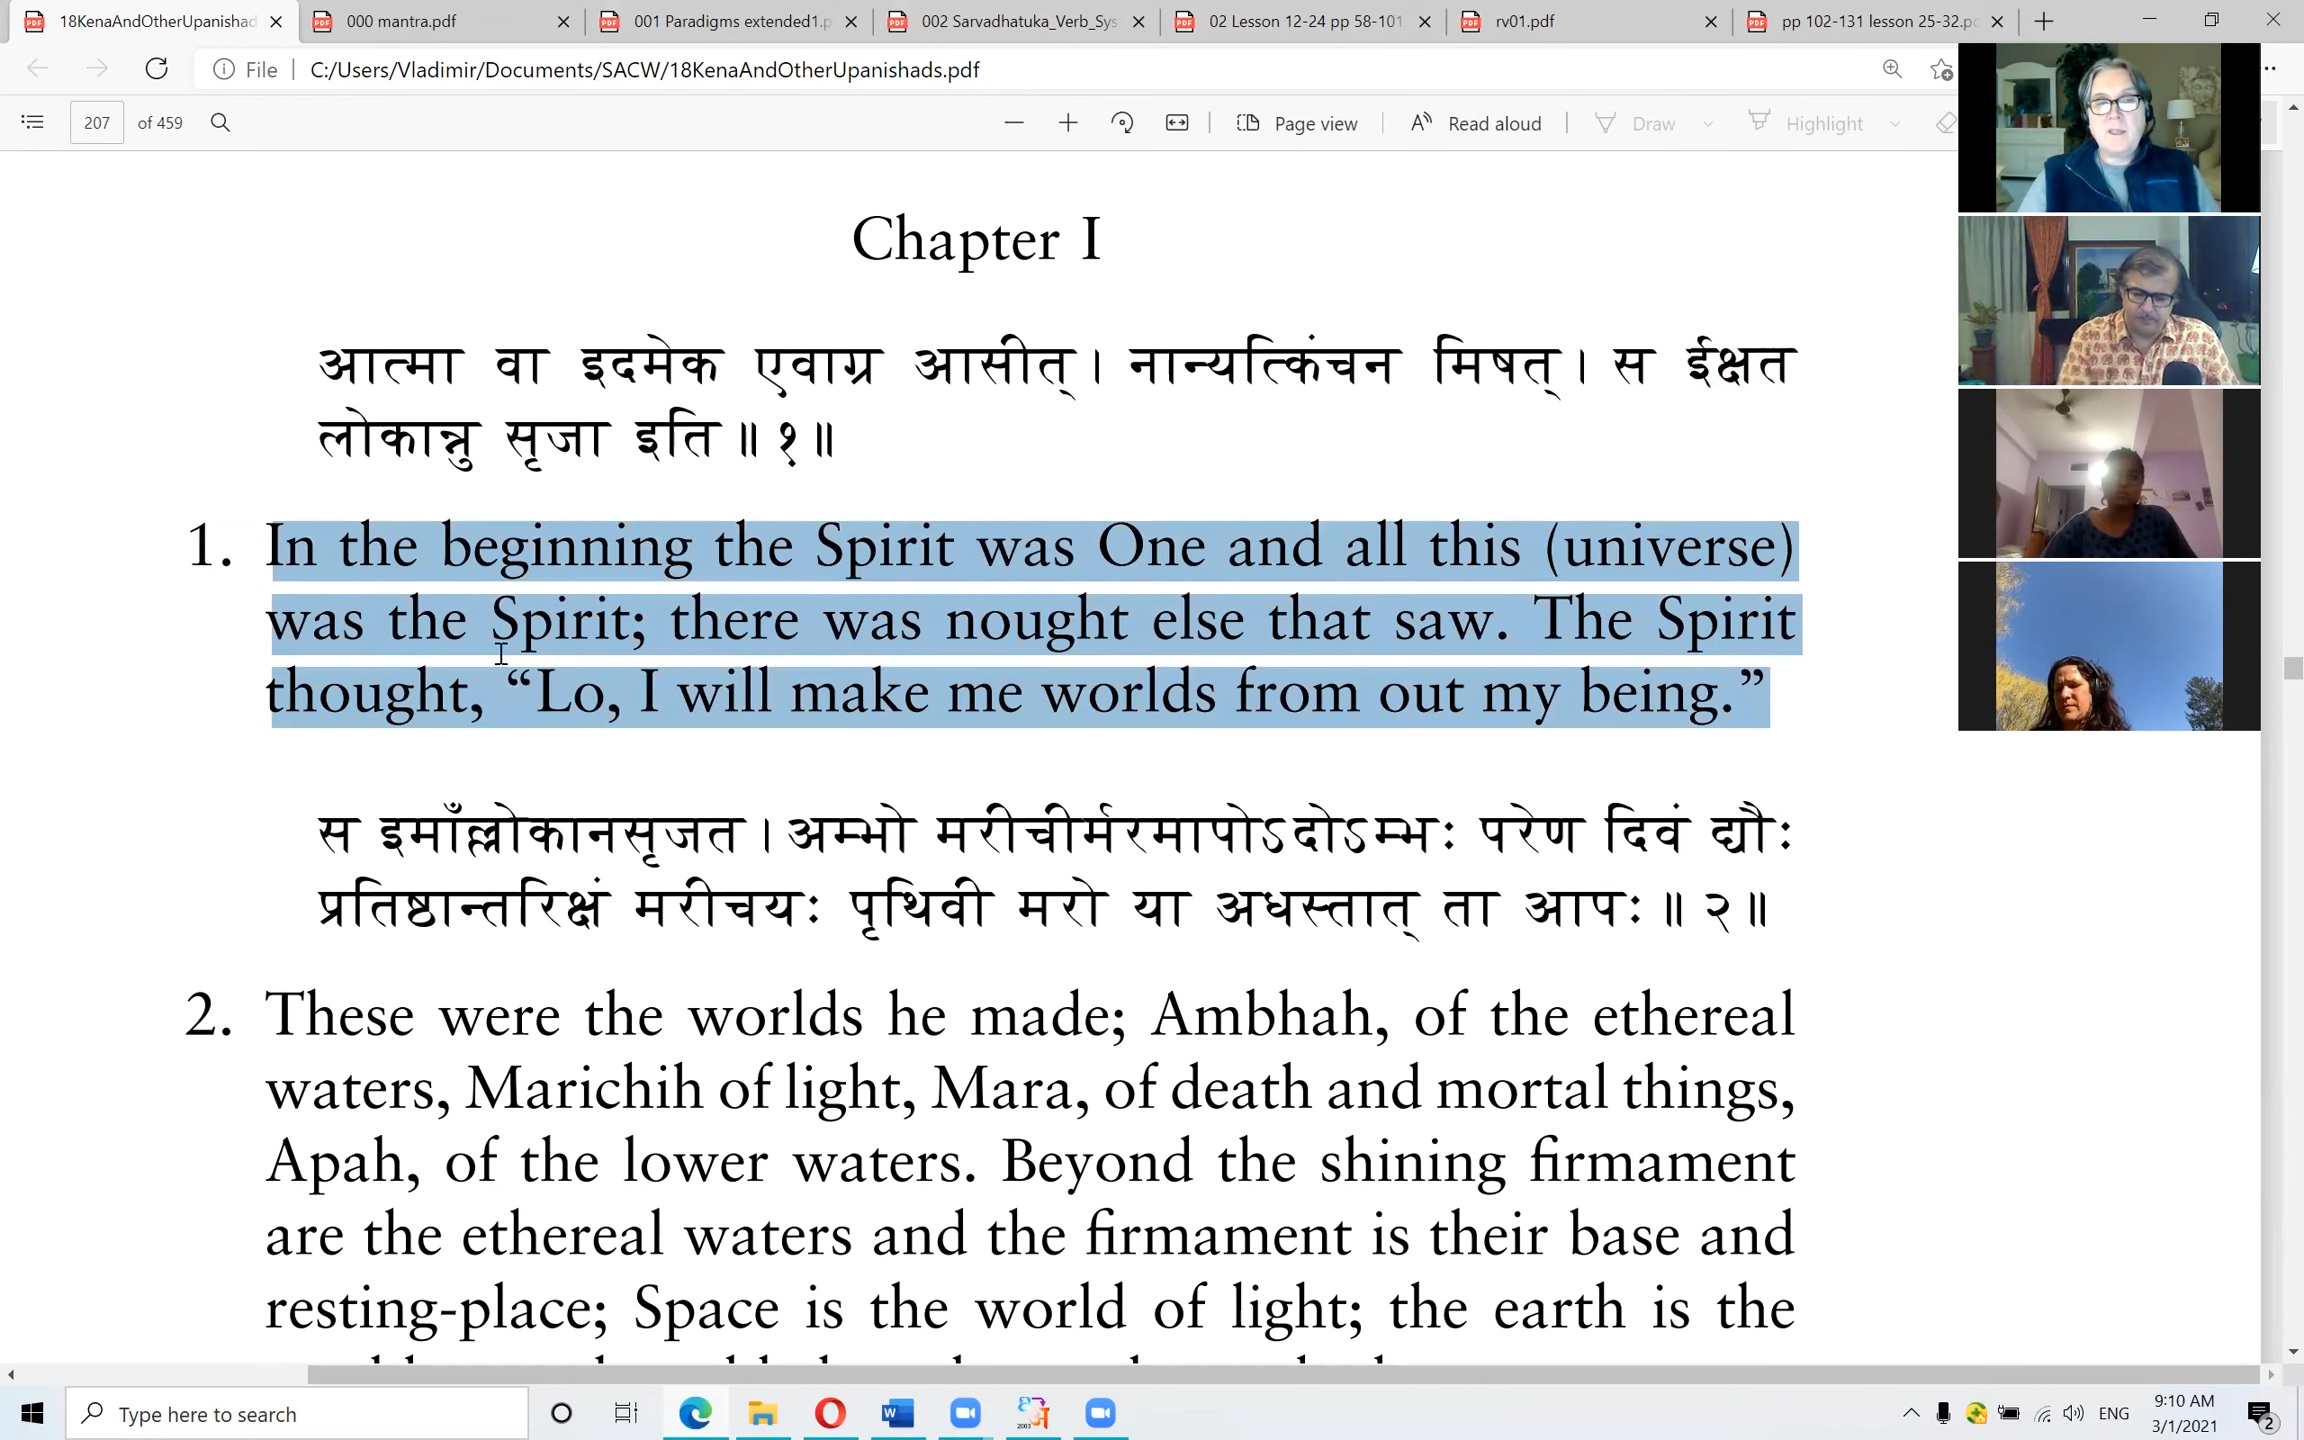 18KenaAndOtherUpanishad
000 mantra.pdf
001 Paradigms extended1.p
002 Sarvadhatuka_Verb_Sys
02 Lesson 12-24 pp 58-101
rv01.pdf
pp 102-131 lesson 25-32.pd
File
C:/Users/Vladimir/Documents/SACW/18KenaAndOtherUpanishads.pdf
207 of 459
Page view
Read aloud
Draw
Highlight
Chapter I
आत्मा वा इदमेक एवाग्र आसीत्। नान्यत्किंचन मिषत्। स ईक्षत
लोकान्नु सृजा इति॥१॥
1. In the beginning the Spirit was One and all this (universe)
was the Spirit; there was nought else that saw. The Spirit
thought, “Lo, I will make me worlds from out my being.”
स इमाँल्लोकानसृजत। अम्भो मरीचीर्मरमापोऽदोऽम्भः परेण दिवं द्यौः
प्रतिष्ठान्तरिक्षं मरीचयः पृथिवी मरो या अधस्तात् ता आपः॥२॥
2. These were the worlds he made; Ambhah, of the ethereal
waters, Marichih of light, Mara, of death and mortal things,
Apah, of the lower waters. Beyond the shining firmament
are the ethereal waters and the firmament is their base and
resting-place; Space is the world of light; the earth is the
Type here to search
2003
ENG
9:10 AM
3/1/2021
2